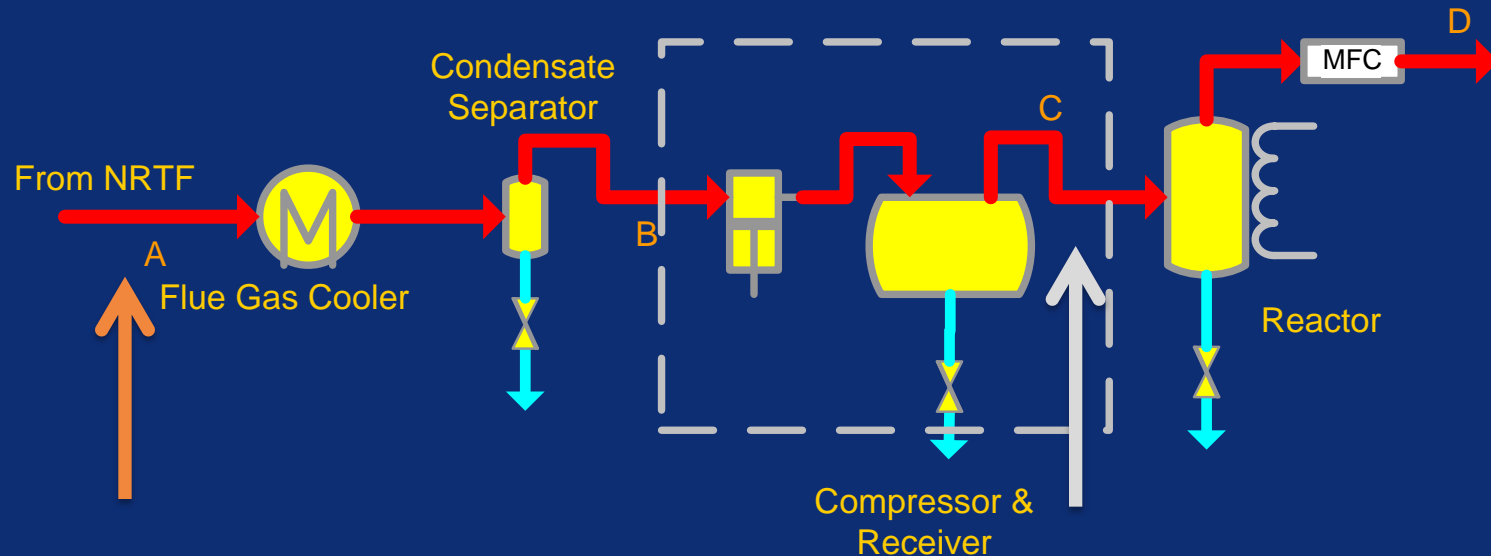 D
MFC
Condensate
Separator
C
From NRTF
A
B
Flue Gas Cooler
Reactor
Compressor &
Receiver